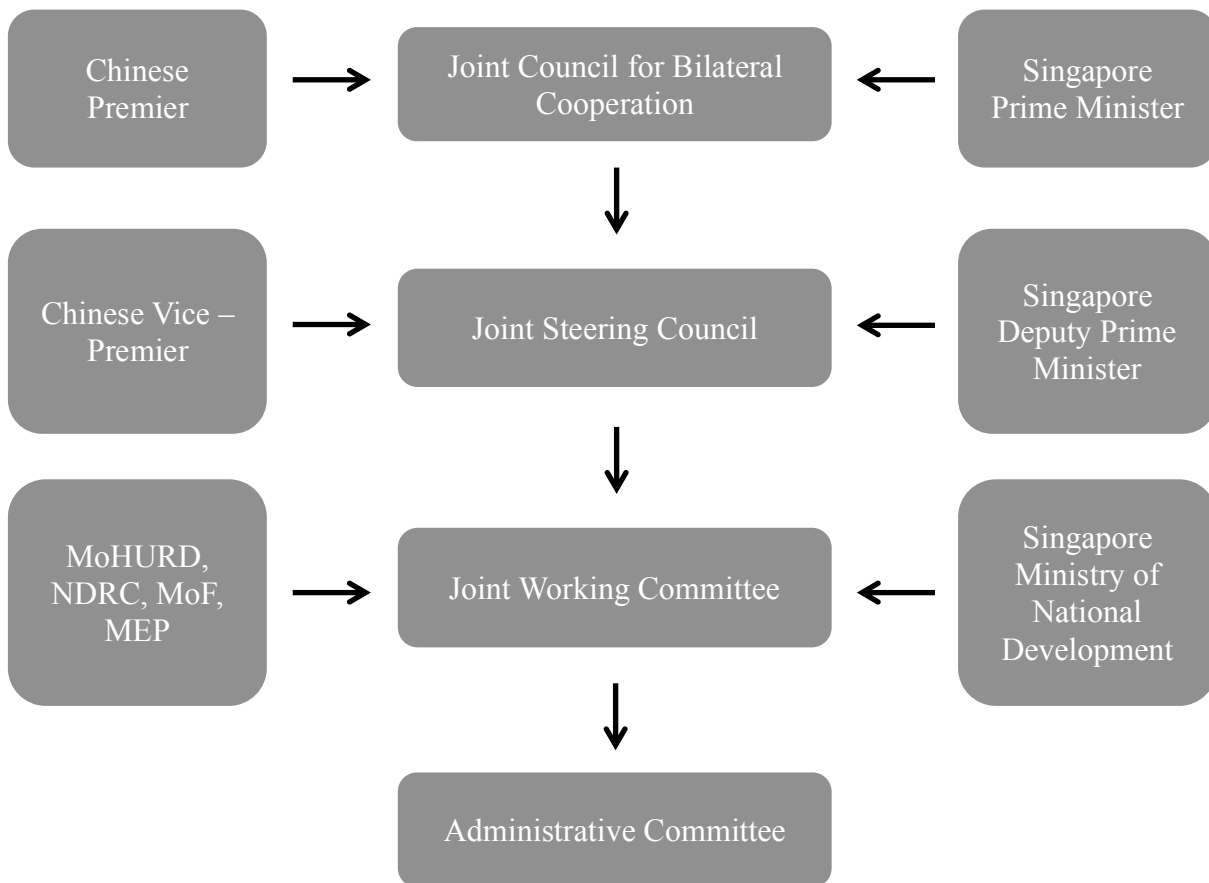 Chinese
Premier
Joint Council for Bilateral
Cooperation
Singapore
Prime Minister
Chinese Vice –
Premier
Joint Steering Council
Singapore
Deputy Prime
Minister
MoHURD,
NDRC, MoF,
MEP
Joint Working Committee
Singapore
Ministry of
National
Development
Administrative Committee